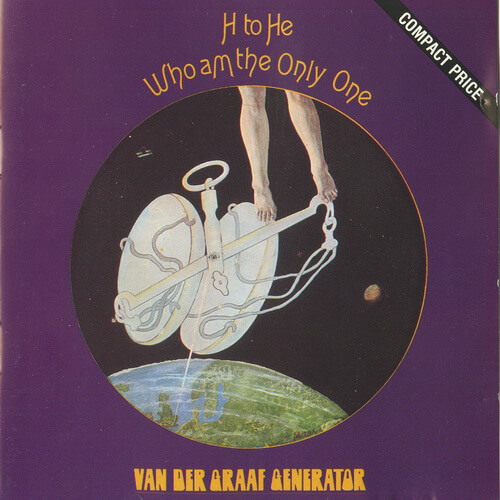 H to He
Who am the Only One
COMPACT PRICE
VAN DER GRAAF GENERATOR